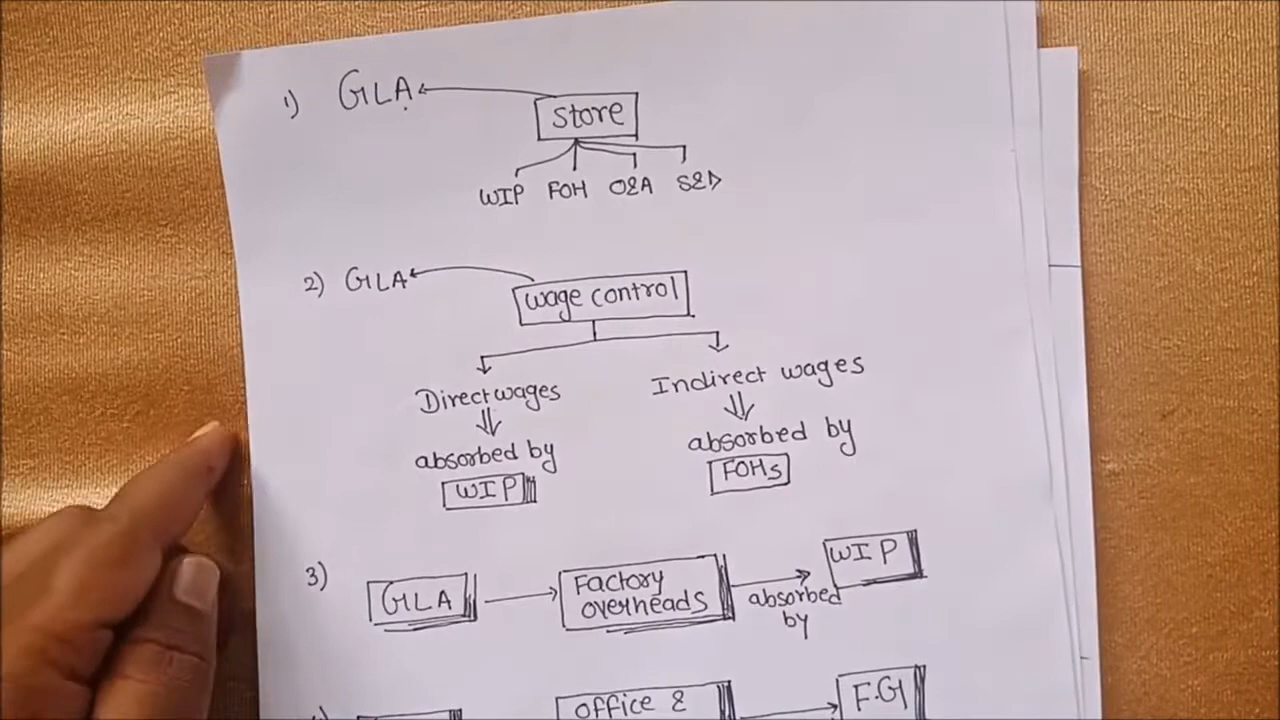 1) GLA
Store
WIP FOH O&A S&D
2) GLA
wage control
Direct wages
Indirect wages
absorbed by
absorbed by
WIP
FOHs
3)
GLA
Factory
overheads
absorbed
by
WIP
office &
F.G